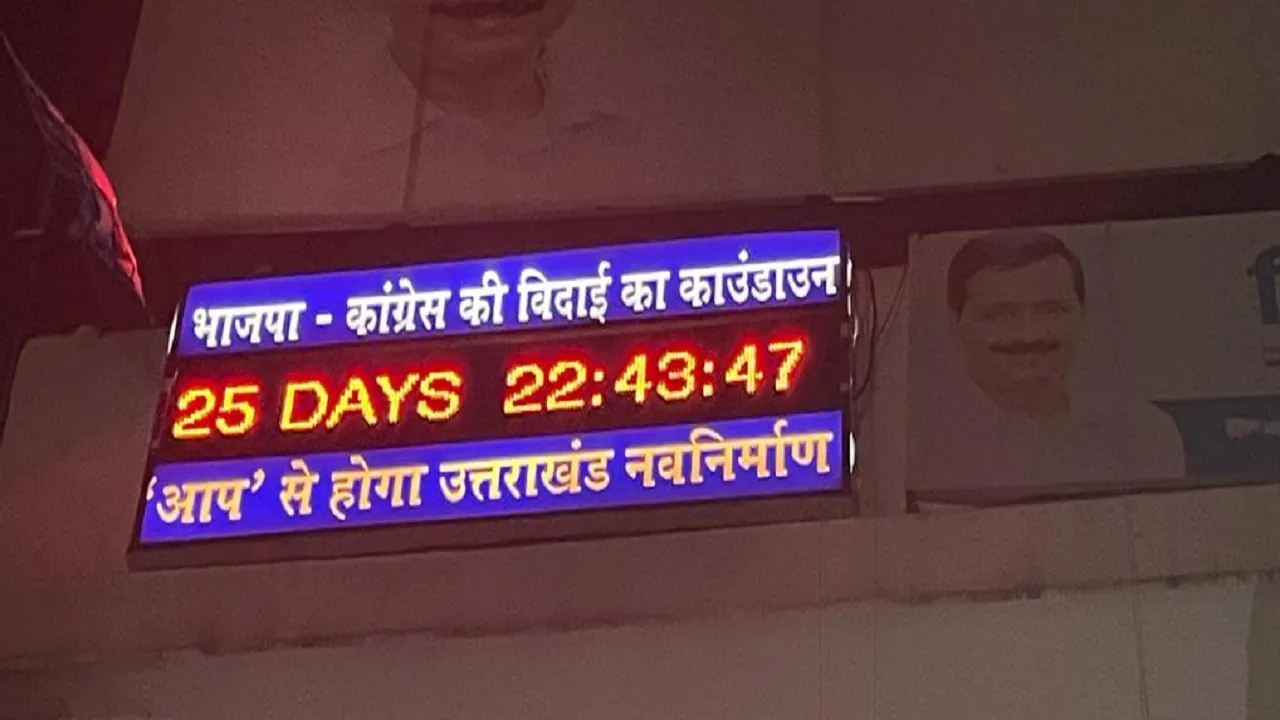 भाजपा - कांग्रेस की विदाई का काउंडाउन
25 DAYS 22:43:47
'आप' से होगा उत्तराखंड नवनिर्माण